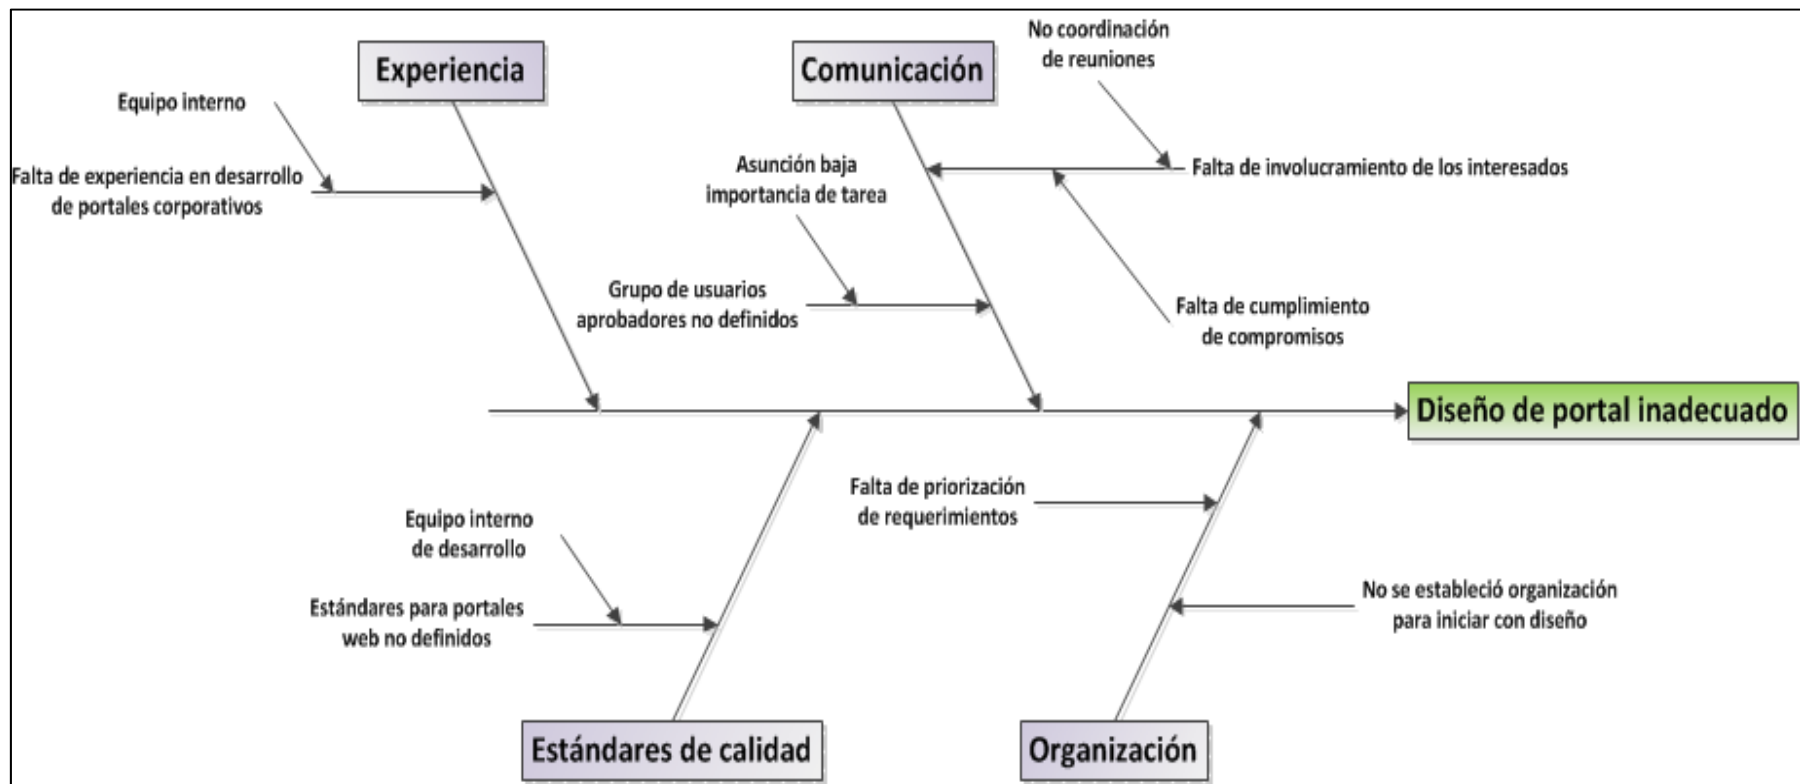 No coordinación
de reuniones
Experiencia
Comunicación
Equipo interno
Asunción baja
importancia de tarea
Falta de involucramiento de los interesados
Falta de experiencia en desarrollo
de portales corporativos
Grupo de usuarios
aprobadores no definidos
Falta de cumplimiento
de compromisos
Diseño de portal inadecuado
Falta de priorización
de requerimientos
Equipo interno
de desarrollo
Estándares para portales
web no definidos
No se estableció organización
para iniciar con diseño
Estándares de calidad
Organización